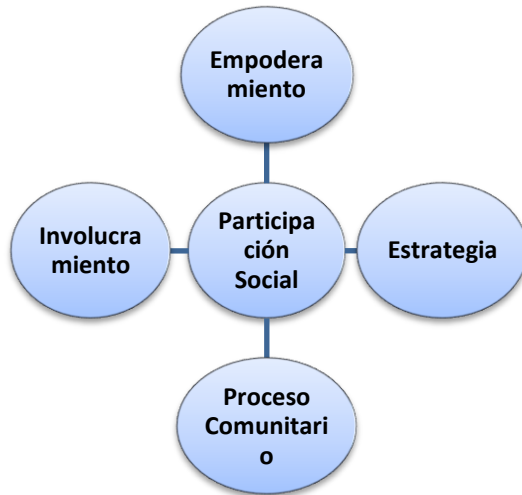 Empodera
miento
Involucra
miento
Participa
ción
Social
Estrategia
Proceso
Comunitari
o